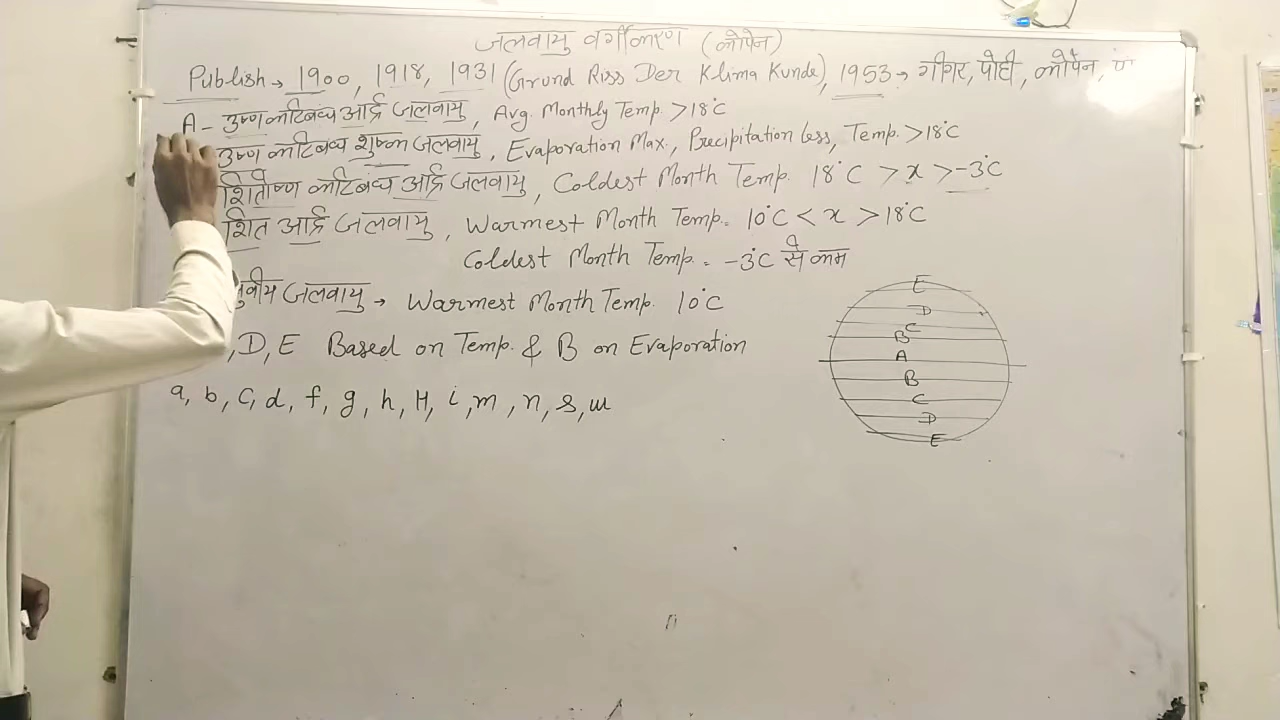 जलवायु वर्गीकरण (कोपेन)
Publish → 1900, 1918, 1931 (Grund Riss Der Klima Kunde), 1953 → गीगर, पोही, कोपेन,
A - उष्ण कटिबन्ध आर्द्र जलवायु, Avg. Monthly Temp. > 18°C
उष्ण कटिबन्ध शुष्क जलवायु, Evaporation Max., Precipitation less, Temp. > 18°C
शितोष्ण कटिबन्ध आर्द्र जलवायु, Coldest Month Temp. 18°C > x > -3°C
शित आर्द्र जलवायु, Warmest Month Temp. 10°C < x > 18°C
Coldest Month Temp. = -3°C से कम
जलवायु → Warmest Month Temp. 10°C
, D, E Based on Temp. & B on Evaporation
a, b, c, d, f, g, h, H, i, m, n, s, w
E
D
C
B
A
B
C
D
E